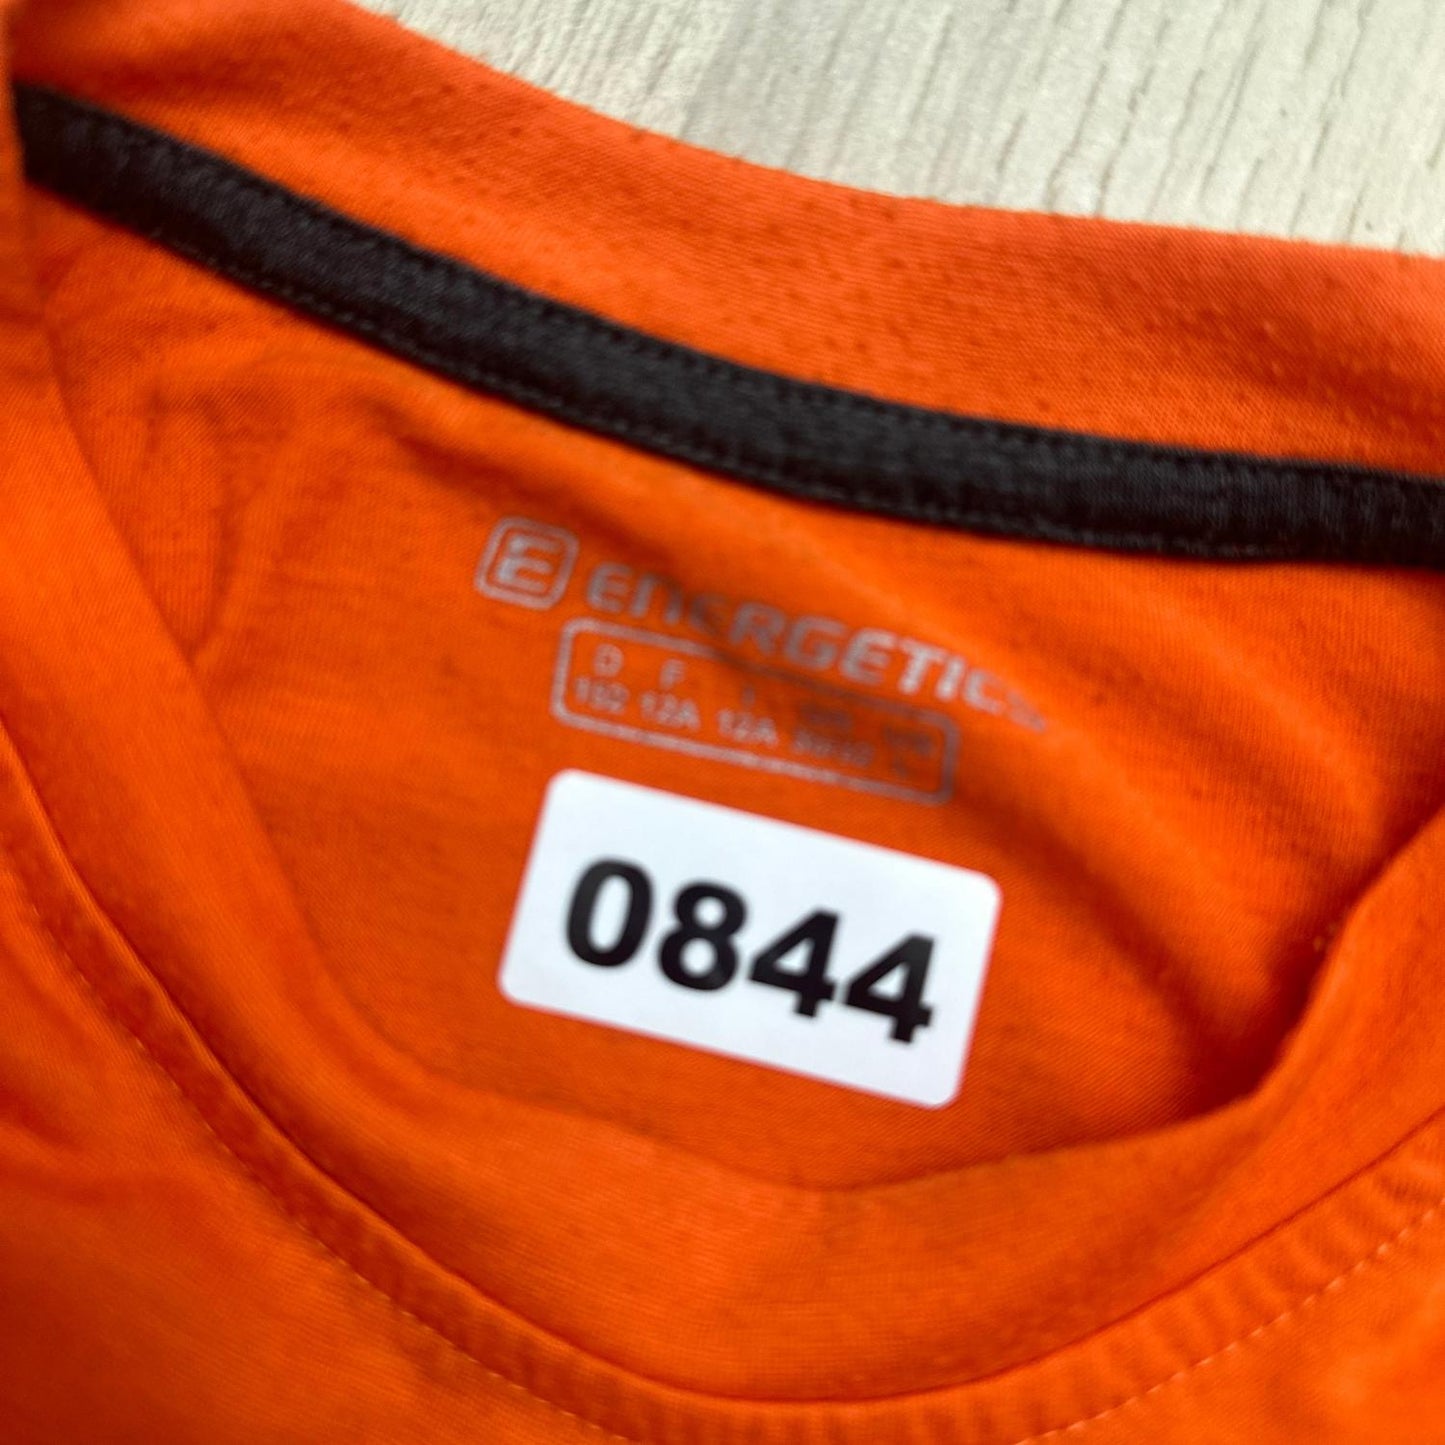 E ENERGETICS
D F I
152 12A 12A
0844